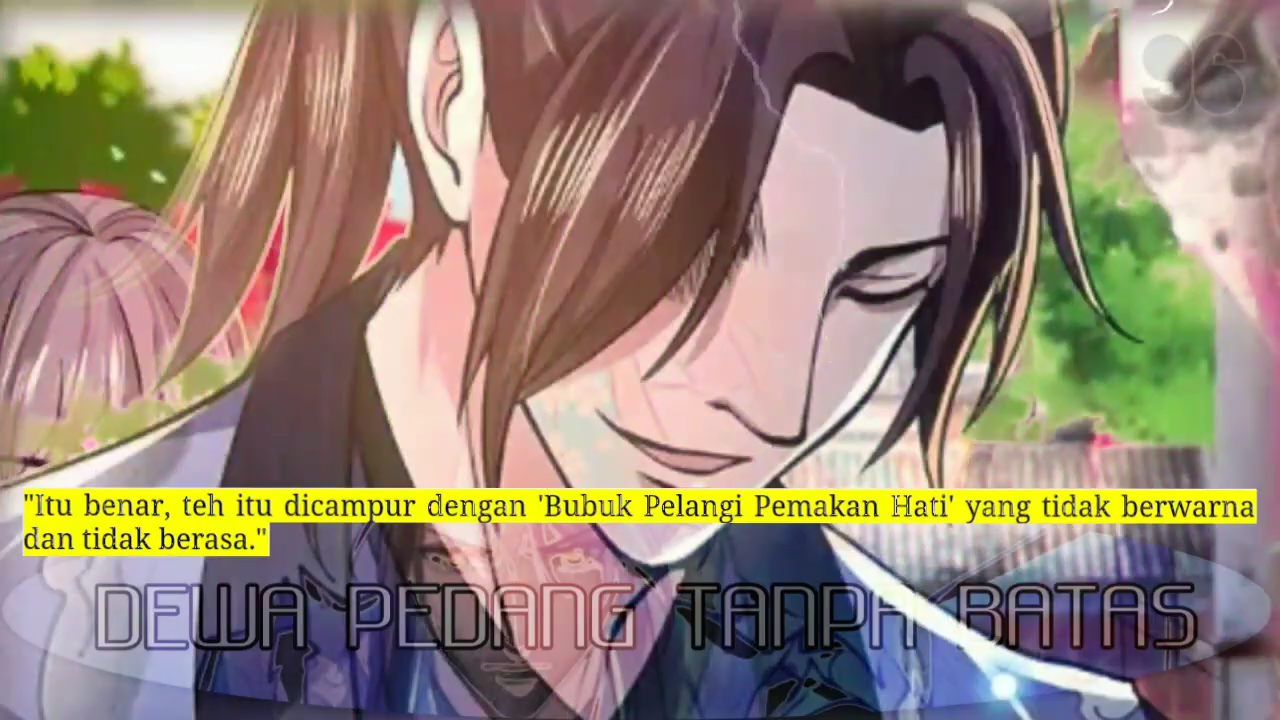 96
"Itu benar, teh itu dicampur dengan 'Bubuk Pelangi Pemakan Hati' yang tidak berwarna
dan tidak berasa."
DEWA PEDANG TANPA BATAS